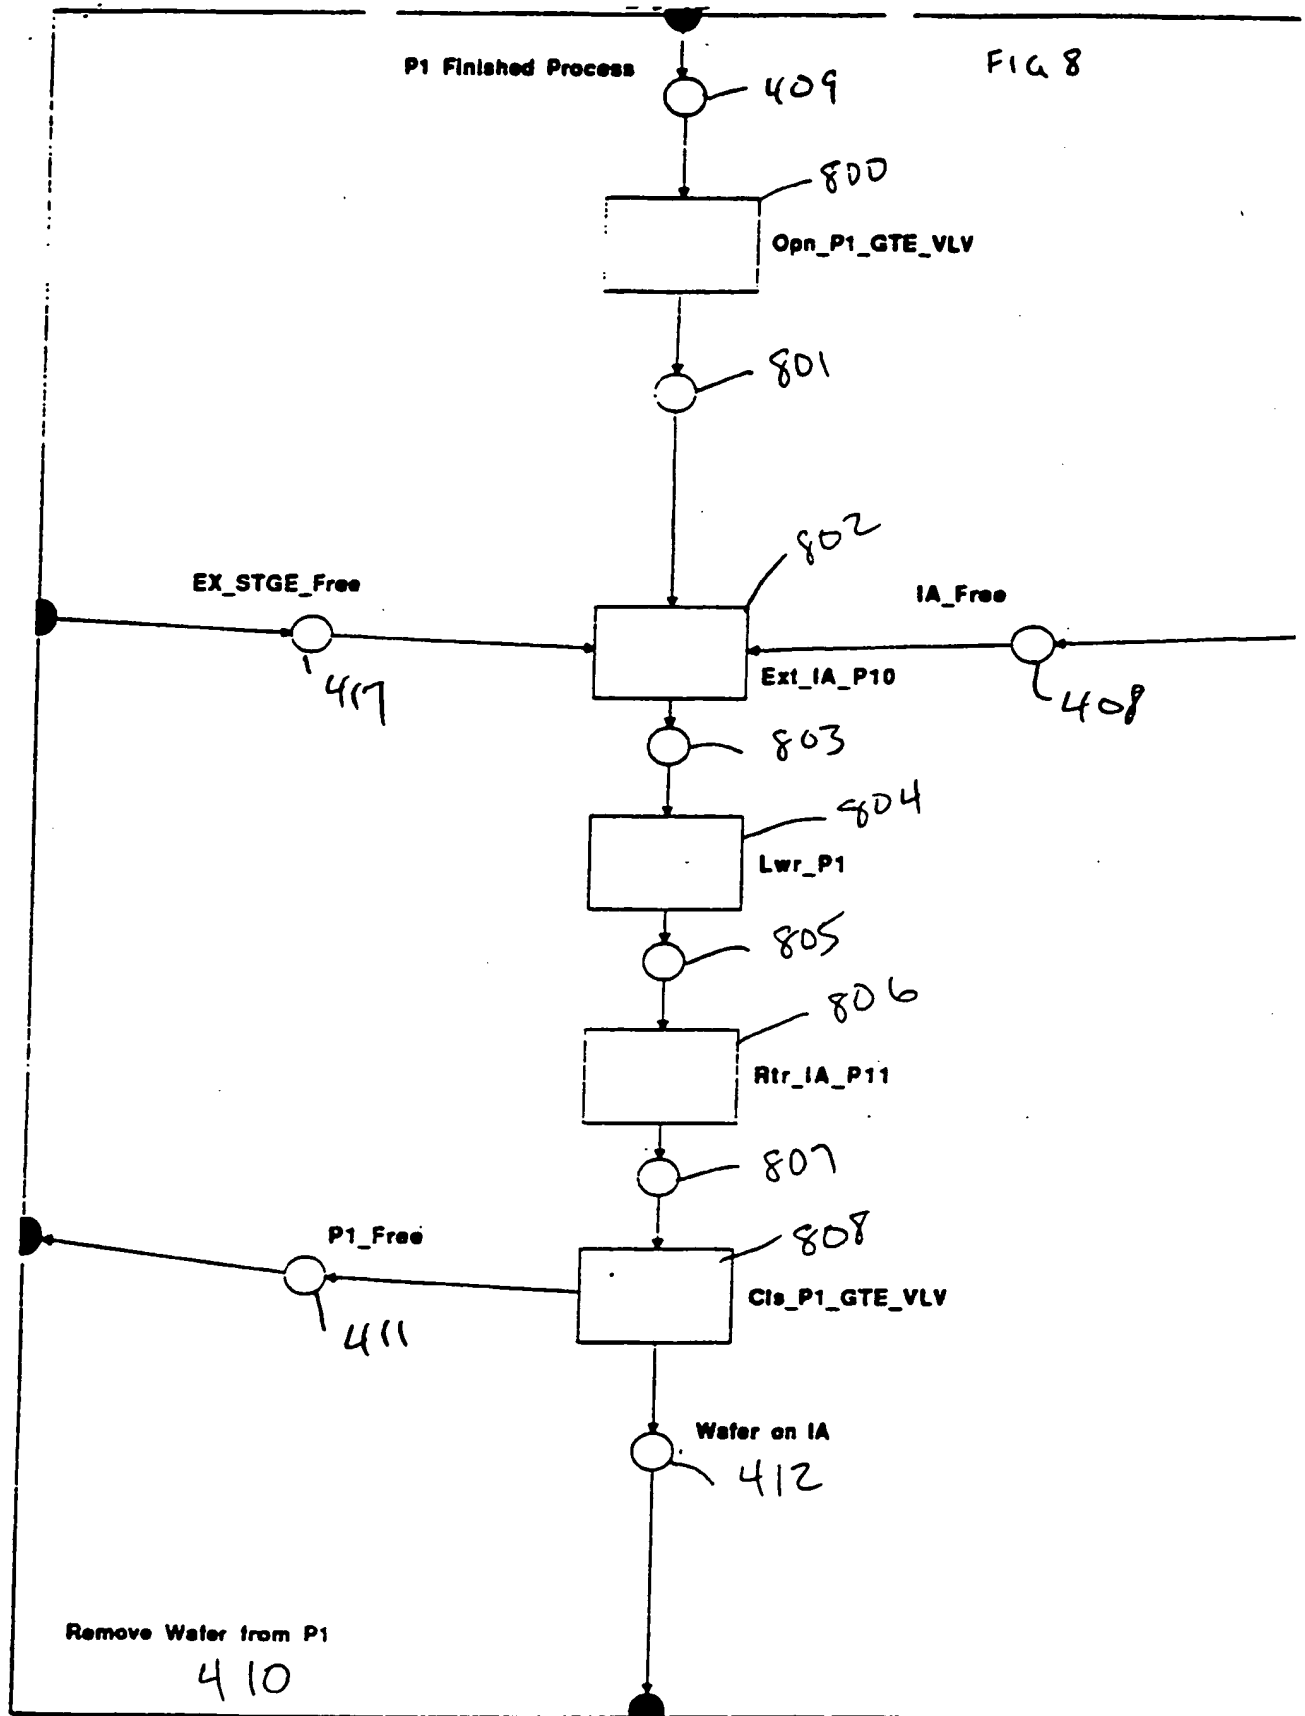 FIG 8
P1 Finished Process
409
800
Opn_P1_GTE_VLV
801
802
EX_STGE_Free
IA_Free
417
Ext_IA_P10
408
803
804
Lwr_P1
805
806
Rtr_IA_P11
807
P1_Free
808
411
Cls_P1_GTE_VLV
Wafer on IA
412
Remove Wafer from P1
410